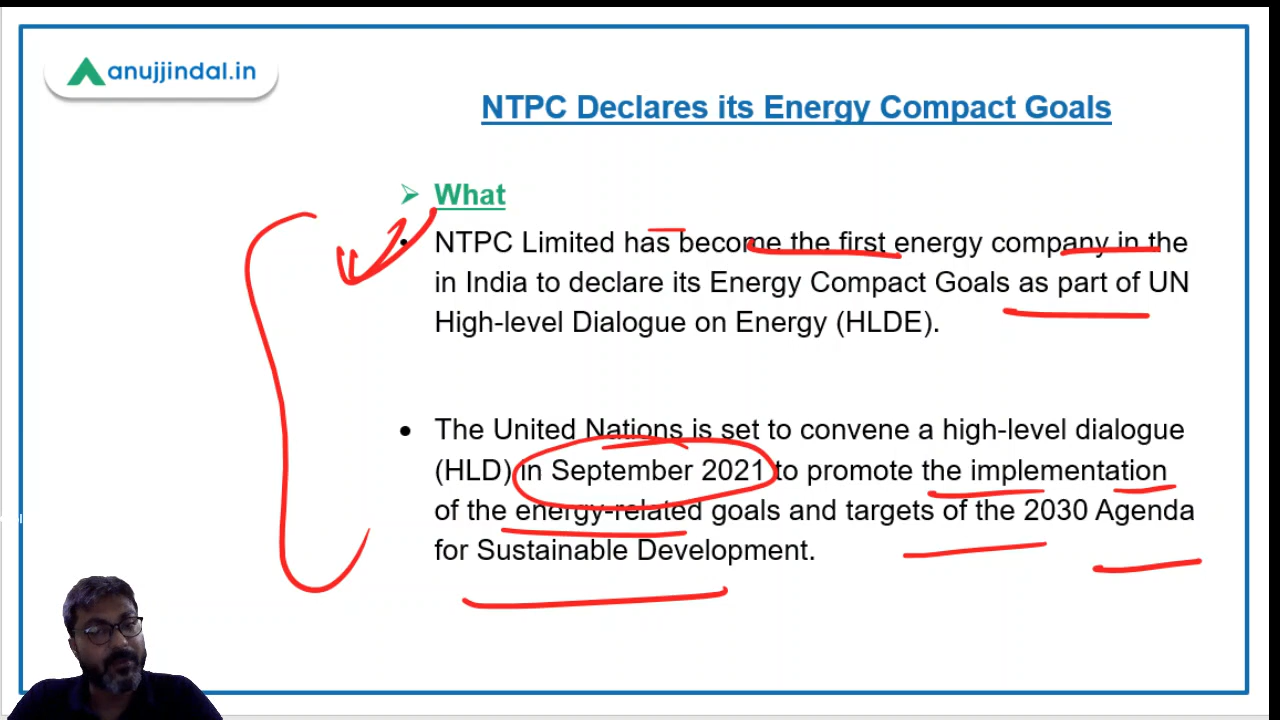 anujjindal.in
NTPC Declares its Energy Compact Goals
What
NTPC Limited has become the first energy company in the
in India to declare its Energy Compact Goals as part of UN
High-level Dialogue on Energy (HLDE).
The United Nations is set to convene a high-level dialogue
(HLD) in September 2021 to promote the implementation
of the energy-related goals and targets of the 2030 Agenda
for Sustainable Development.